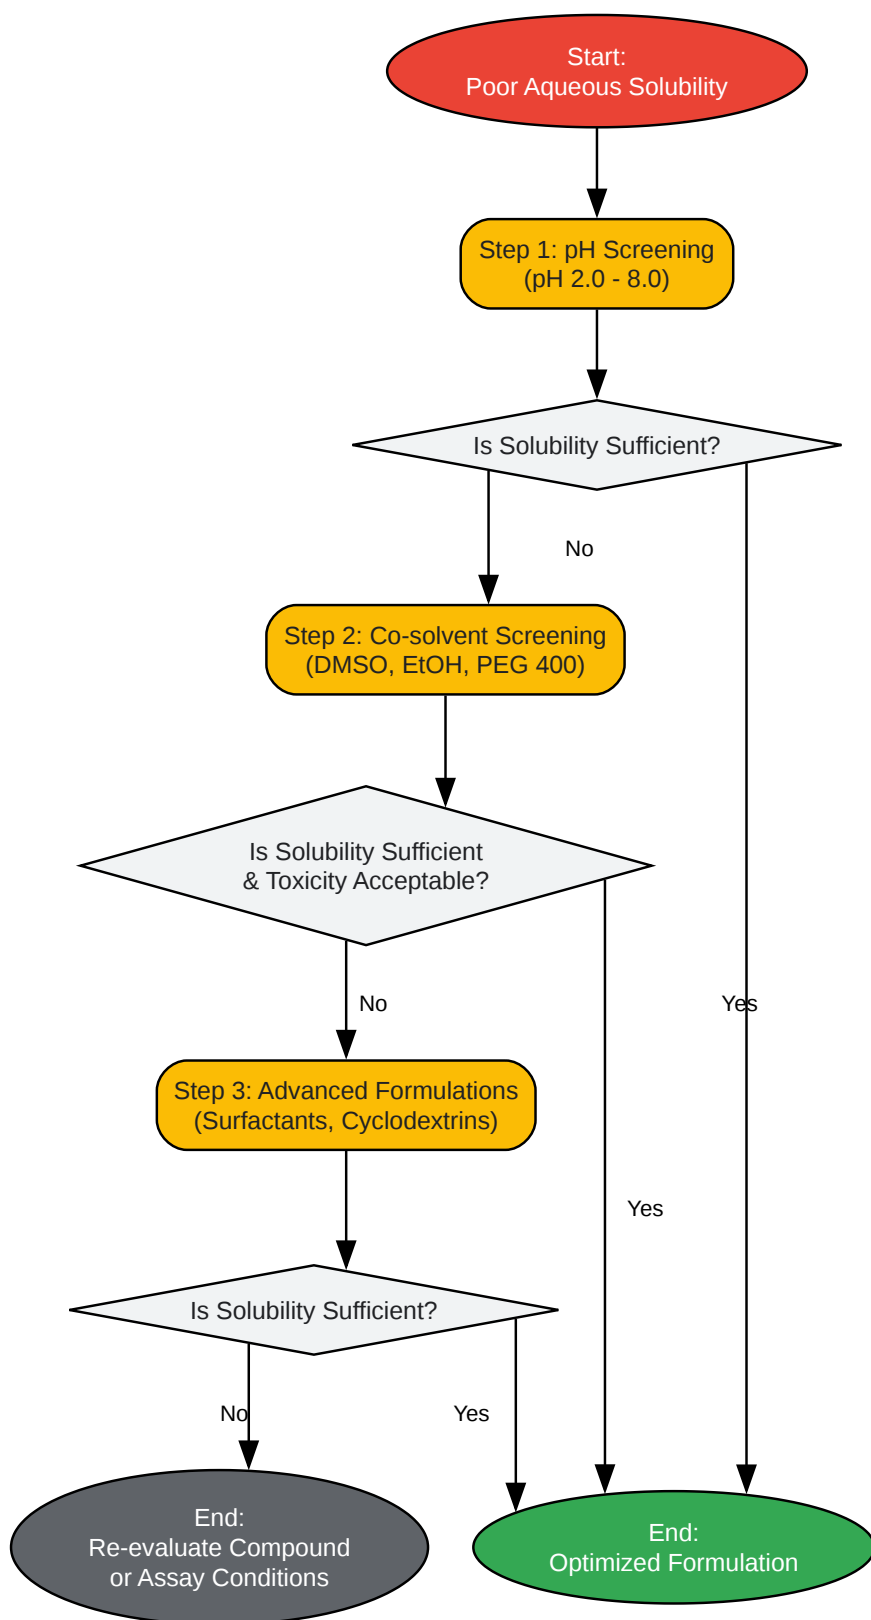 Start:
Poor Aqueous Solubility
Step 1: pH Screening
(pH 2.0 - 8.0)
Is Solubility Sufficient?
No
Step 2: Co-solvent Screening
(DMSO, EtOH, PEG 400)
Is Solubility Sufficient
& Toxicity Acceptable?
No
Yes
Step 3: Advanced Formulations
(Surfactants, Cyclodextrins)
Yes
Is Solubility Sufficient?
No
Yes
End:
Re-evaluate Compound
or Assay Conditions
End:
Optimized Formulation